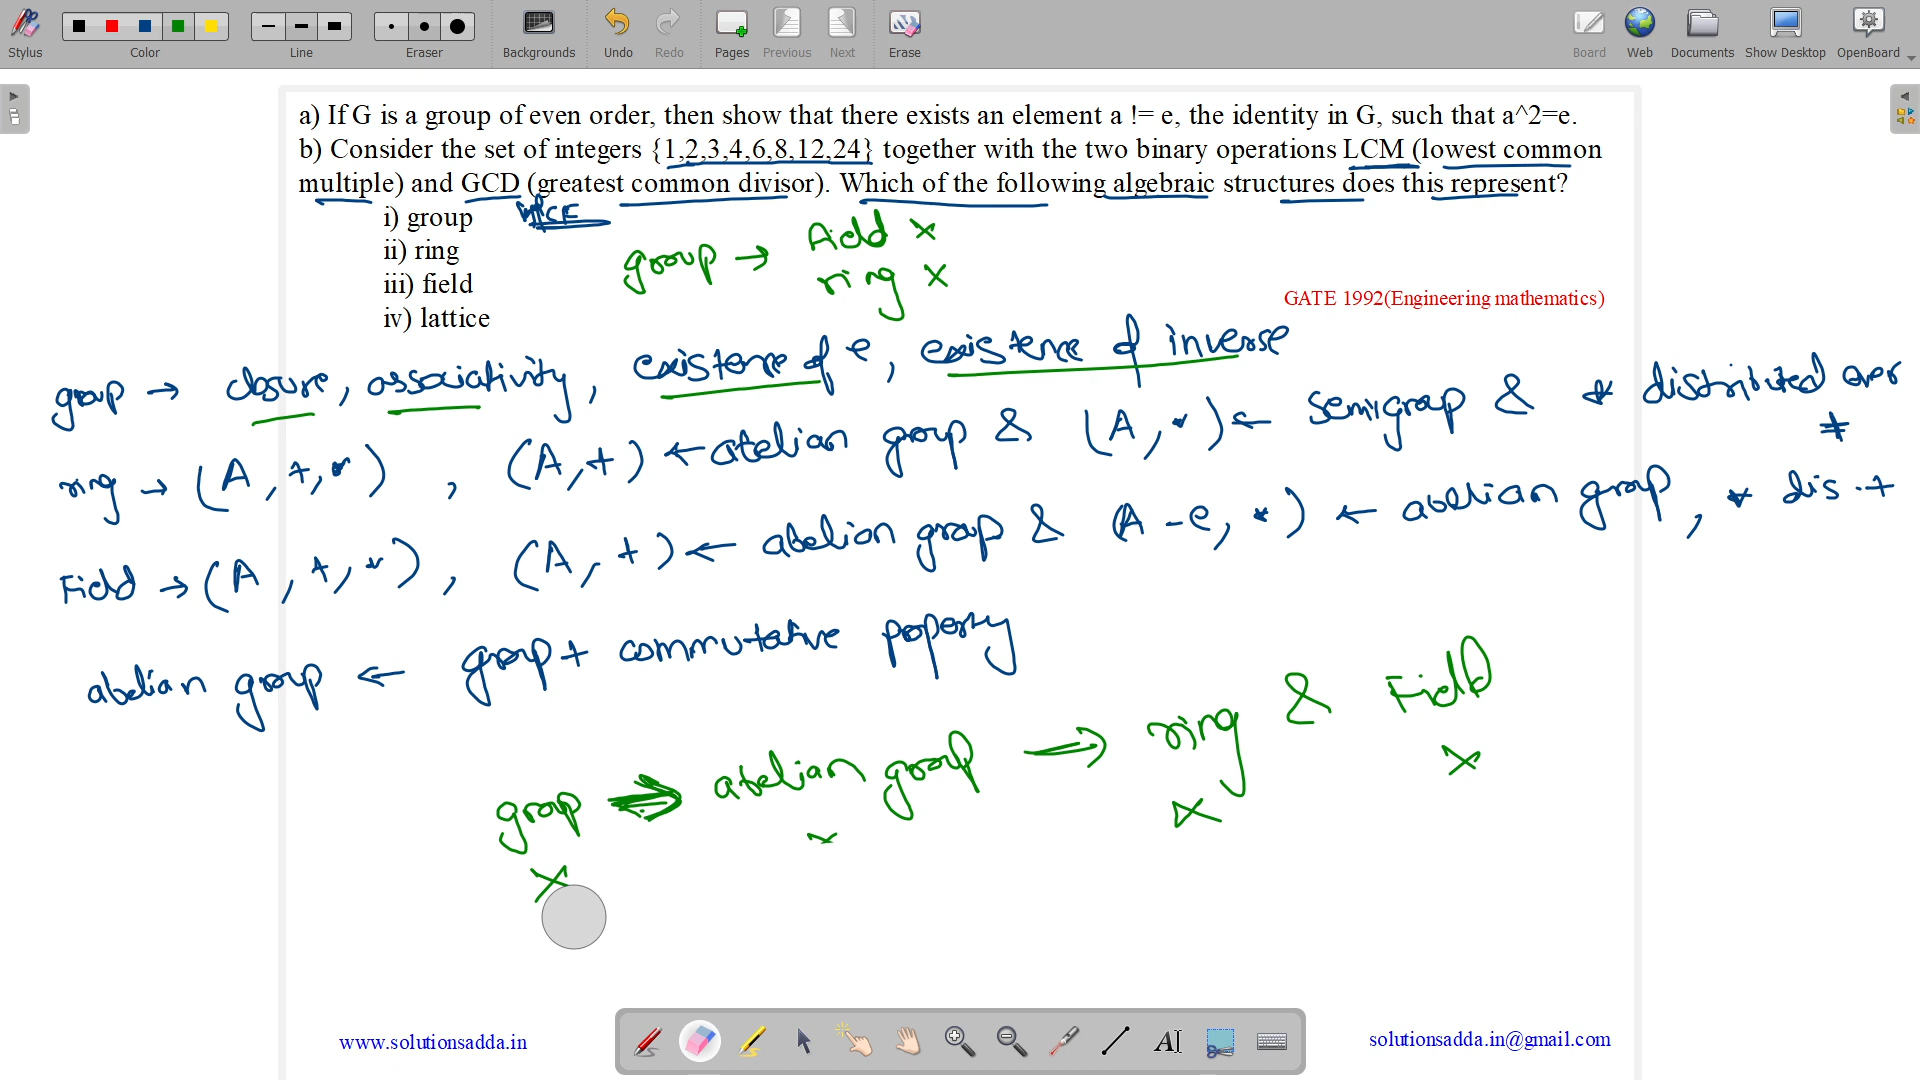 Stylus Color Line Eraser Backgrounds Undo Redo Pages Previous Next Erase Board Web Documents Show Desktop OpenBoard
a) If G is a group of even order, then show that there exists an element a != e, the identity in G, such that a^2=e.
b) Consider the set of integers {1,2,3,4,6,8,12,24} together with the two binary operations LCM (lowest common
multiple) and GCD (greatest common divisor). Which of the following algebraic structures does this represent?
i) group
ii) ring
iii) field
iv) lattice
group → Field ×
ring ×
GATE 1992(Engineering mathematics)
group → closure, associativity, existence of e, existence of inverse
ring → (A, +, *) , (A, +) ← abelian group & (A, *) ← semigroup & * distributed over +
Field → (A, +, *) , (A, +) ← abelian group & (A - e, *) ← abelian group, * dis. +
abelian group ← group + commutative poperty
group ⇒ abelian group ⇒ ring & Field
× × × ×
www.solutionsadda.in
solutionsadda.in@gmail.com